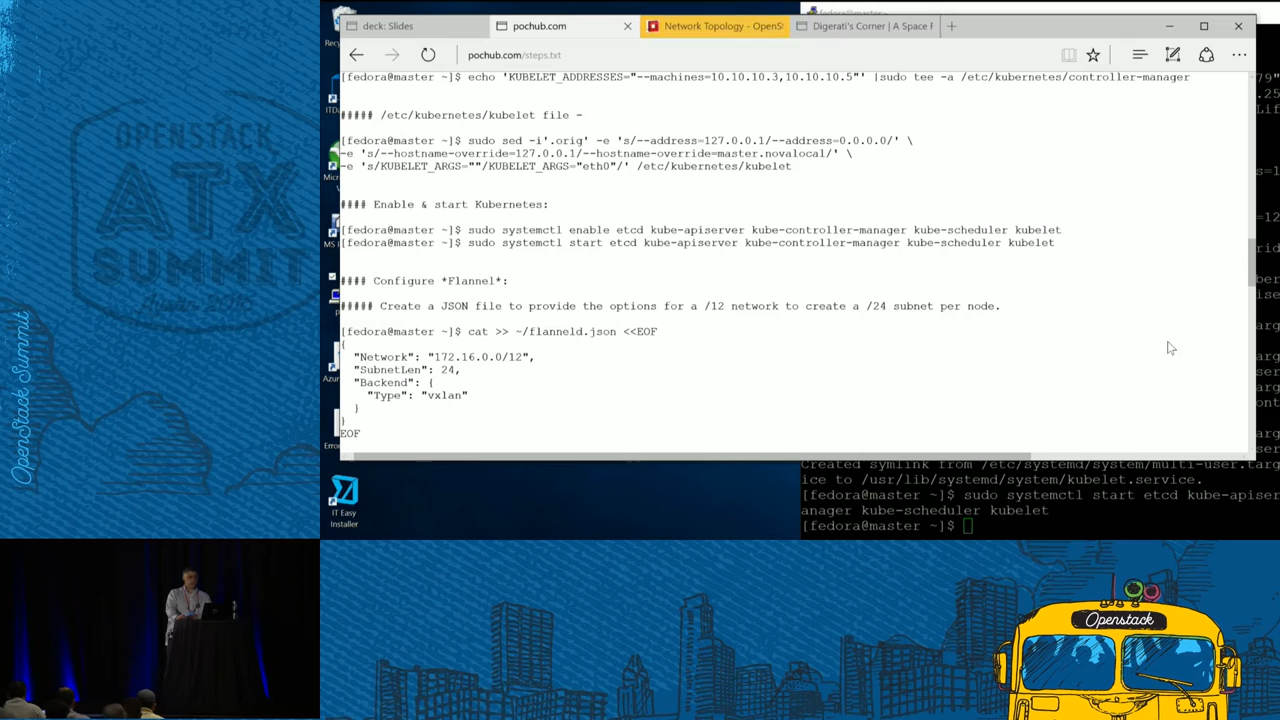 OPENSTACK
ATX
SUMMIT
Austin
OpenStack Summit
deck: Slides
pochub.com
Network Topology - OpenS
Digerati's Corner | A Space F
pochub.com/steps.txt
[fedora@master ~]$ echo 'KUBELET_ADDRESSES="--machines=10.10.10.3,10.10.10.5"' |sudo tee -a /etc/kubernetes/controller-manager
##### /etc/kubernetes/kubelet file -
[fedora@master ~]$ sudo sed -i'.orig' -e 's/--address=127.0.0.1/--address=0.0.0.0/' \
-e 's/--hostname-override=127.0.0.1/--hostname-override=master.novalocal/' \
-e 's/KUBELET_ARGS=""/KUBELET_ARGS="eth0"/' /etc/kubernetes/kubelet
#### Enable & start Kubernetes:
[fedora@master ~]$ sudo systemctl enable etcd kube-apiserver kube-controller-manager kube-scheduler kubelet
[fedora@master ~]$ sudo systemctl start etcd kube-apiserver kube-controller-manager kube-scheduler kubelet
#### Configure *Flannel*:
##### Create a JSON file to provide the options for a /12 network to create a /24 subnet per node.
[fedora@master ~]$ cat >> ~/flanneld.json <<EOF
{
"Network": "172.16.0.0/12",
"SubnetLen": 24,
"Backend": {
"Type": "vxlan"
}
}
EOF
Created symlink from /etc/systemd/system/multi-user.targ
ice to /usr/lib/systemd/system/kubelet.service.
[fedora@master ~]$ sudo systemctl start etcd kube-apiser
anager kube-scheduler kubelet
[fedora@master ~]$
IT Easy
Installer
Openstack